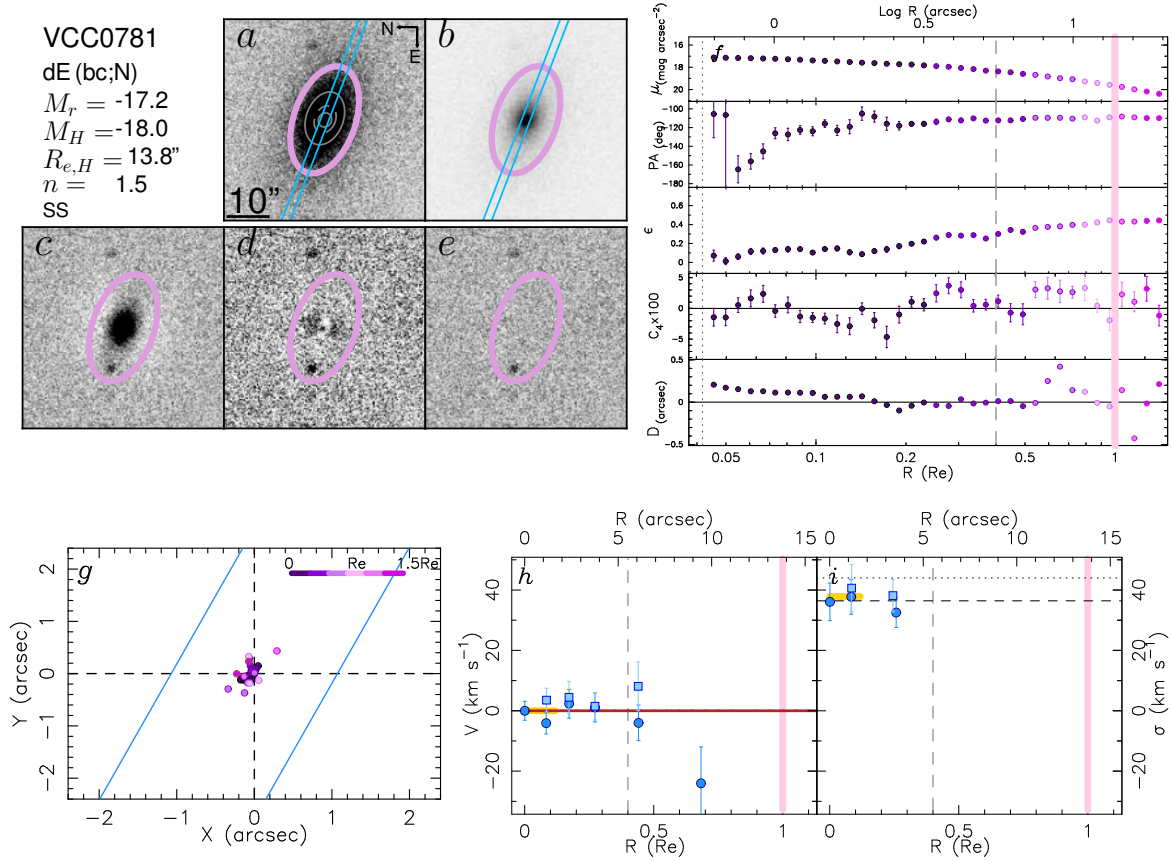 VCC0781
dE (bc;N)
M_r = -17.2
M_H = -18.0
R_{e,H} = 13.8”
n = 1.5
SS
a
N
E
10”
b
c
d
e
Log R (arcsec)
0 0.5 1
f
μ(mag arcsec⁻²)
16
18
20
PA (deg)
-100
-120
-140
-160
-180
ϵ
0.6
0.4
0.2
0
C₄x100
5
0
-5
D (arcsec)
0.5
0
-0.5
0.05 0.1 0.2 0.5 1
R (Re)
g
0 Re 1.5Re
Y (arcsec)
2
1
0
−1
−2
−2 −1 0 1 2
X (arcsec)
R (arcsec)
0 5 10 15
h
V (km s⁻¹)
40
20
0
−20
0 0.5 1
R (Re)
R (arcsec)
0 5 10 15
i
σ (km s⁻¹)
40
20
0
−20
0 0.5 1
R (Re)